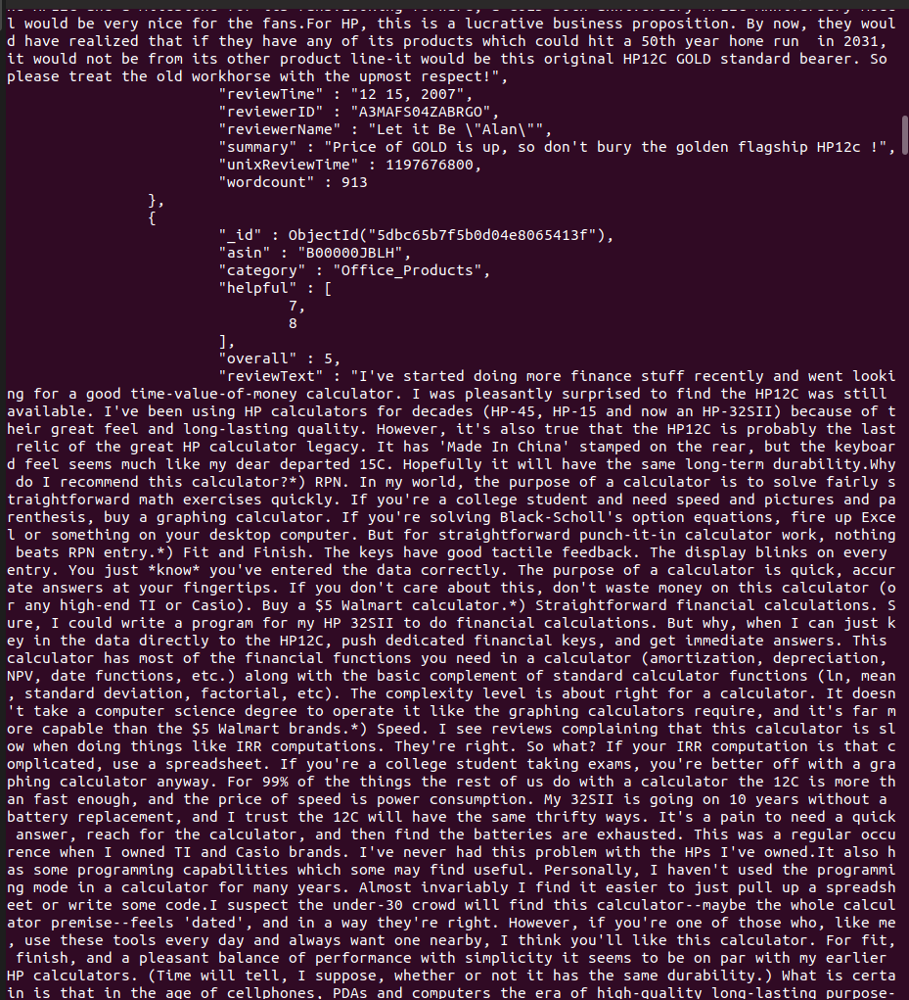 l would be very nice for the fans.For HP, this is a lucrative business proposition. By now, they woul
d have realized that if they have any of its products which could hit a 50th year home run  in 2031,
it would not be from its other product line-it would be this original HP12C GOLD standard bearer. So
please treat the old workhorse with the upmost respect!",
"reviewTime" : "12 15, 2007",
"reviewerID" : "A3MAFS04ZABRGO",
"reviewerName" : "Let it Be \"Alan\"",
"summary" : "Price of GOLD is up, so don't bury the golden flagship HP12c !",
"unixReviewTime" : 1197676800,
"wordcount" : 913
},
{
"_id" : ObjectId("5dbc65b7f5b0d04e8065413f"),
"asin" : "B00000JBLH",
"category" : "Office_Products",
"helpful" : [
7,
8
],
"overall" : 5,
"reviewText" : "I've started doing more finance stuff recently and went looki
ng for a good time-value-of-money calculator. I was pleasantly surprised to find the HP12C was still
available. I've been using HP calculators for decades (HP-45, HP-15 and now an HP-32SII) because of t
heir great feel and long-lasting quality. However, it's also true that the HP12C is probably the last
 relic of the great HP calculator legacy. It has 'Made In China' stamped on the rear, but the keyboar
d feel seems much like my dear departed 15C. Hopefully it will have the same long-term durability.Why
 do I recommend this calculator?*) RPN. In my world, the purpose of a calculator is to solve fairly s
traightforward math exercises quickly. If you're a college student and need speed and pictures and pa
renthesis, buy a graphing calculator. If you're solving Black-Scholl's option equations, fire up Exce
l or something on your desktop computer. But for straightforward punch-it-in calculator work, nothing
 beats RPN entry.*) Fit and Finish. The keys have good tactile feedback. The display blinks on every
entry. You just *know* you've entered the data correctly. The purpose of a calculator is quick, accur
ate answers at your fingertips. If you don't care about this, don't waste money on this calculator (o
r any high-end TI or Casio). Buy a $5 Walmart calculator.*) Straightforward financial calculations. S
ure, I could write a program for my HP 32SII to do financial calculations. But why, when I can just k
ey in the data directly to the HP12C, push dedicated financial keys, and get immediate answers. This
calculator has most of the financial functions you need in a calculator (amortization, depreciation,
NPV, date functions, etc.) along with the basic complement of standard calculator functions (ln, mean
, standard deviation, factorial, etc). The complexity level is about right for a calculator. It doesn
't take a computer science degree to operate it like the graphing calculators require, and it's far m
ore capable than the $5 Walmart brands.*) Speed. I see reviews complaining that this calculator is sl
ow when doing things like IRR computations. They're right. So what? If your IRR computation is that c
omplicated, use a spreadsheet. If you're a college student taking exams, you're better off with a gra
phing calculator anyway. For 99% of the things the rest of us do with a calculator the 12C is more th
an fast enough, and the price of speed is power consumption. My 32SII is going on 10 years without a
battery replacement, and I trust the 12C will have the same thrifty ways. It's a pain to need a quick
 answer, reach for the calculator, and then find the batteries are exhausted. This was a regular occu
rence when I owned TI and Casio brands. I've never had this problem with the HPs I've owned.It also h
as some programming capabilities which some may find useful. Personally, I haven't used the programmi
ng mode in a calculator for many years. Almost invariably I find it easier to just pull up a spreadsh
eet or write some code.I suspect the under-30 crowd will find this calculator--maybe the whole calcul
ator premise--feels 'dated', and in a way they're right. However, if you're one of those who, like me
, use these tools every day and always want one nearby, I think you'll like this calculator. For fit,
 finish, and a pleasant balance of performance with simplicity it seems to be on par with my earlier
HP calculators. (Time will tell, I suppose, whether or not it has the same durability.) What is certa
in is that in the age of cellphones, PDAs and computers the era of high-quality long-lasting purpose-